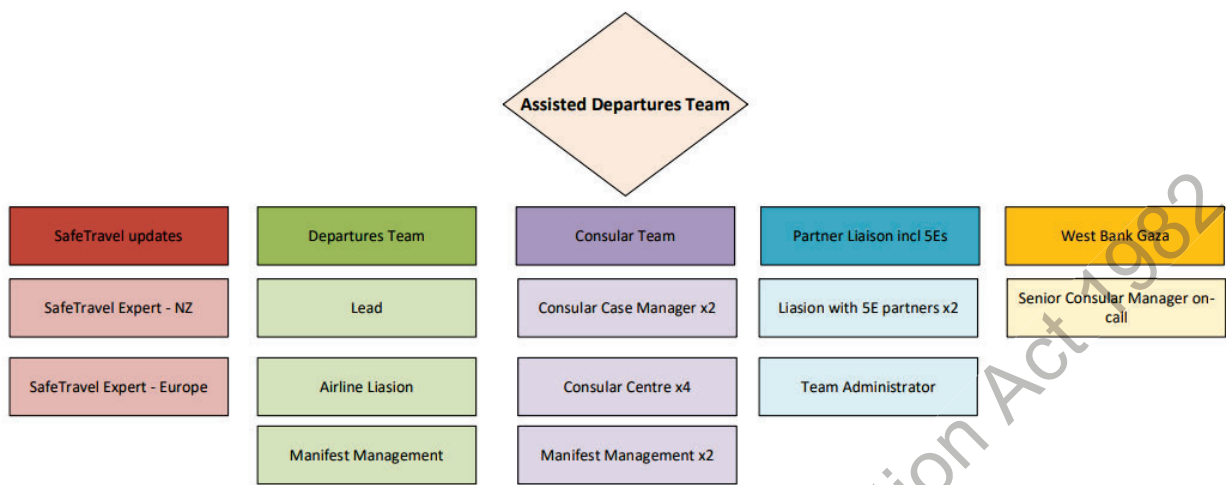 Assisted Departures Team
SafeTravel updates
Departures Team
Consular Team
Partner Liaison incl 5Es
West Bank Gaza
SafeTravel Expert - NZ
Lead
Consular Case Manager x2
Liasion with 5E partners x2
Senior Consular Manager on-
call
SafeTravel Expert - Europe
Airline Liasion
Consular Centre x4
Team Administrator
Manifest Management
Manifest Management x2
Act 1982